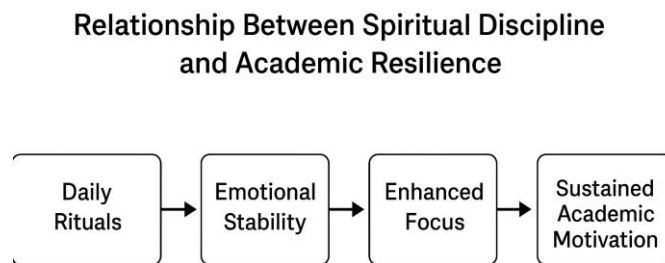 Relationship Between Spiritual Discipline
and Academic Resilience
Daily
Rituals
Emotional
Stability
Enhanced
Focus
Sustained
Academic
Motivation